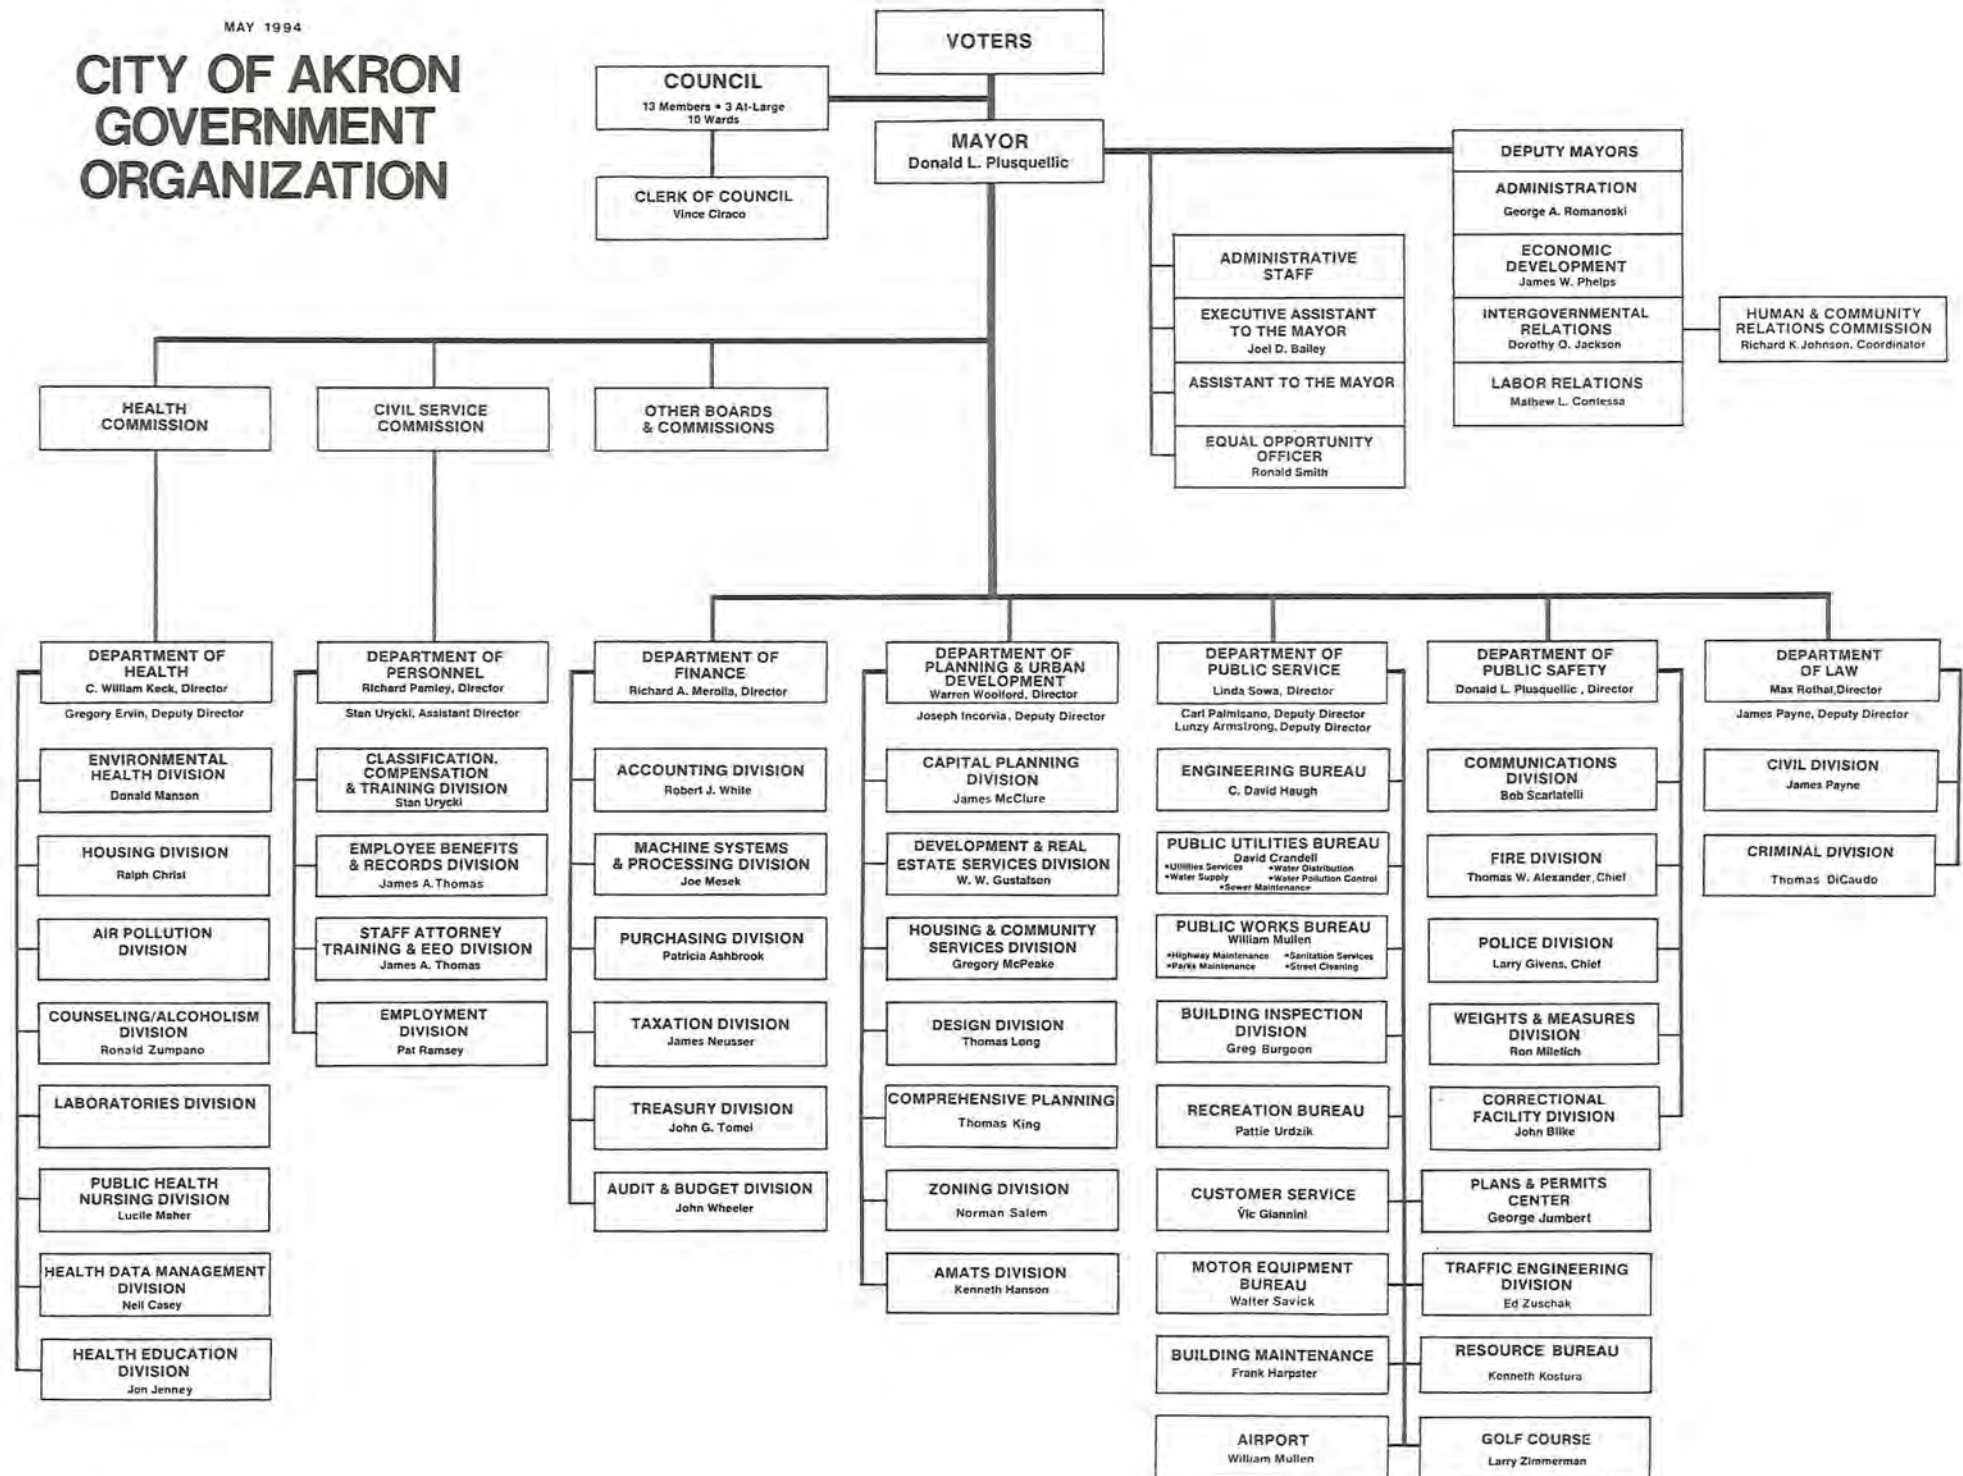 MAY 1994
CITY OF AKRON
GOVERNMENT
ORGANIZATION
VOTERS
COUNCIL
13 Members • 3 At-Large
10 Wards
CLERK OF COUNCIL
Vince Ciraco
MAYOR
Donald L. Plusquellic
DEPUTY MAYORS
ADMINISTRATION
George A. Romanoski
ECONOMIC
DEVELOPMENT
James W. Phelps
INTERGOVERNMENTAL
RELATIONS
Dorothy O. Jackson
LABOR RELATIONS
Mathew L. Contessa
HUMAN & COMMUNITY
RELATIONS COMMISSION
Richard K. Johnson, Coordinator
ADMINISTRATIVE
STAFF
EXECUTIVE ASSISTANT
TO THE MAYOR
Joel D. Bailey
ASSISTANT TO THE MAYOR
EQUAL OPPORTUNITY
OFFICER
Ronald Smith
HEALTH
COMMISSION
CIVIL SERVICE
COMMISSION
OTHER BOARDS
& COMMISSIONS
DEPARTMENT OF
HEALTH
C. William Keck, Director
Gregory Ervin, Deputy Director
ENVIRONMENTAL
HEALTH DIVISION
Donald Manson
HOUSING DIVISION
Ralph Christ
AIR POLLUTION
DIVISION
COUNSELING/ALCOHOLISM
DIVISION
Ronald Zumpano
LABORATORIES DIVISION
PUBLIC HEALTH
NURSING DIVISION
Lucile Maher
HEALTH DATA MANAGEMENT
DIVISION
Neil Casey
HEALTH EDUCATION
DIVISION
Jon Jenney
DEPARTMENT OF
PERSONNEL
Richard Pamley, Director
Stan Urycki, Assistant Director
CLASSIFICATION,
COMPENSATION
& TRAINING DIVISION
Stan Urycki
EMPLOYEE BENEFITS
& RECORDS DIVISION
James A. Thomas
STAFF ATTORNEY
TRAINING & EEO DIVISION
James A. Thomas
EMPLOYMENT
DIVISION
Pat Ramsey
DEPARTMENT OF
FINANCE
Richard A. Merolla, Director
ACCOUNTING DIVISION
Robert J. White
MACHINE SYSTEMS
& PROCESSING DIVISION
Joe Mesek
PURCHASING DIVISION
Patricia Ashbrook
TAXATION DIVISION
James Neusser
TREASURY DIVISION
John G. Tomei
AUDIT & BUDGET DIVISION
John Wheeler
DEPARTMENT OF
PLANNING & URBAN
DEVELOPMENT
Warren Woolford, Director
Joseph Incorvia, Deputy Director
CAPITAL PLANNING
DIVISION
James McClure
DEVELOPMENT & REAL
ESTATE SERVICES DIVISION
W. W. Gustafson
HOUSING & COMMUNITY
SERVICES DIVISION
Gregory McPeake
DESIGN DIVISION
Thomas Long
COMPREHENSIVE PLANNING
Thomas King
ZONING DIVISION
Norman Salem
AMATS DIVISION
Kenneth Hanson
DEPARTMENT OF
PUBLIC SERVICE
Linda Sowa, Director
Carl Palmisano, Deputy Director
Lunzy Armstrong, Deputy Director
ENGINEERING BUREAU
C. David Haugh
PUBLIC UTILITIES BUREAU
David Crandell
•Utilities Services •Water Distribution
•Water Supply •Water Pollution Control
•Sewer Maintenance
PUBLIC WORKS BUREAU
William Mullen
•Highway Maintenance •Sanitation Services
•Parks Maintenance •Street Cleaning
BUILDING INSPECTION
DIVISION
Greg Burgoon
RECREATION BUREAU
Pattie Urdzik
CUSTOMER SERVICE
Vic Giannini
MOTOR EQUIPMENT
BUREAU
Walter Savick
BUILDING MAINTENANCE
Frank Harpster
AIRPORT
William Mullen
PLANS & PERMITS
CENTER
George Jumbert
TRAFFIC ENGINEERING
DIVISION
Ed Zuschak
RESOURCE BUREAU
Kenneth Kostura
GOLF COURSE
Larry Zimmerman
DEPARTMENT OF
PUBLIC SAFETY
Donald L. Plusquellic , Director
COMMUNICATIONS
DIVISION
Bob Scarlatelli
FIRE DIVISION
Thomas W. Alexander, Chief
POLICE DIVISION
Larry Givens, Chief
WEIGHTS & MEASURES
DIVISION
Ron Miletich
CORRECTIONAL
FACILITY DIVISION
John Bilke
DEPARTMENT
OF LAW
Max Rothal, Director
James Payne, Deputy Director
CIVIL DIVISION
James Payne
CRIMINAL DIVISION
Thomas DiCaudo